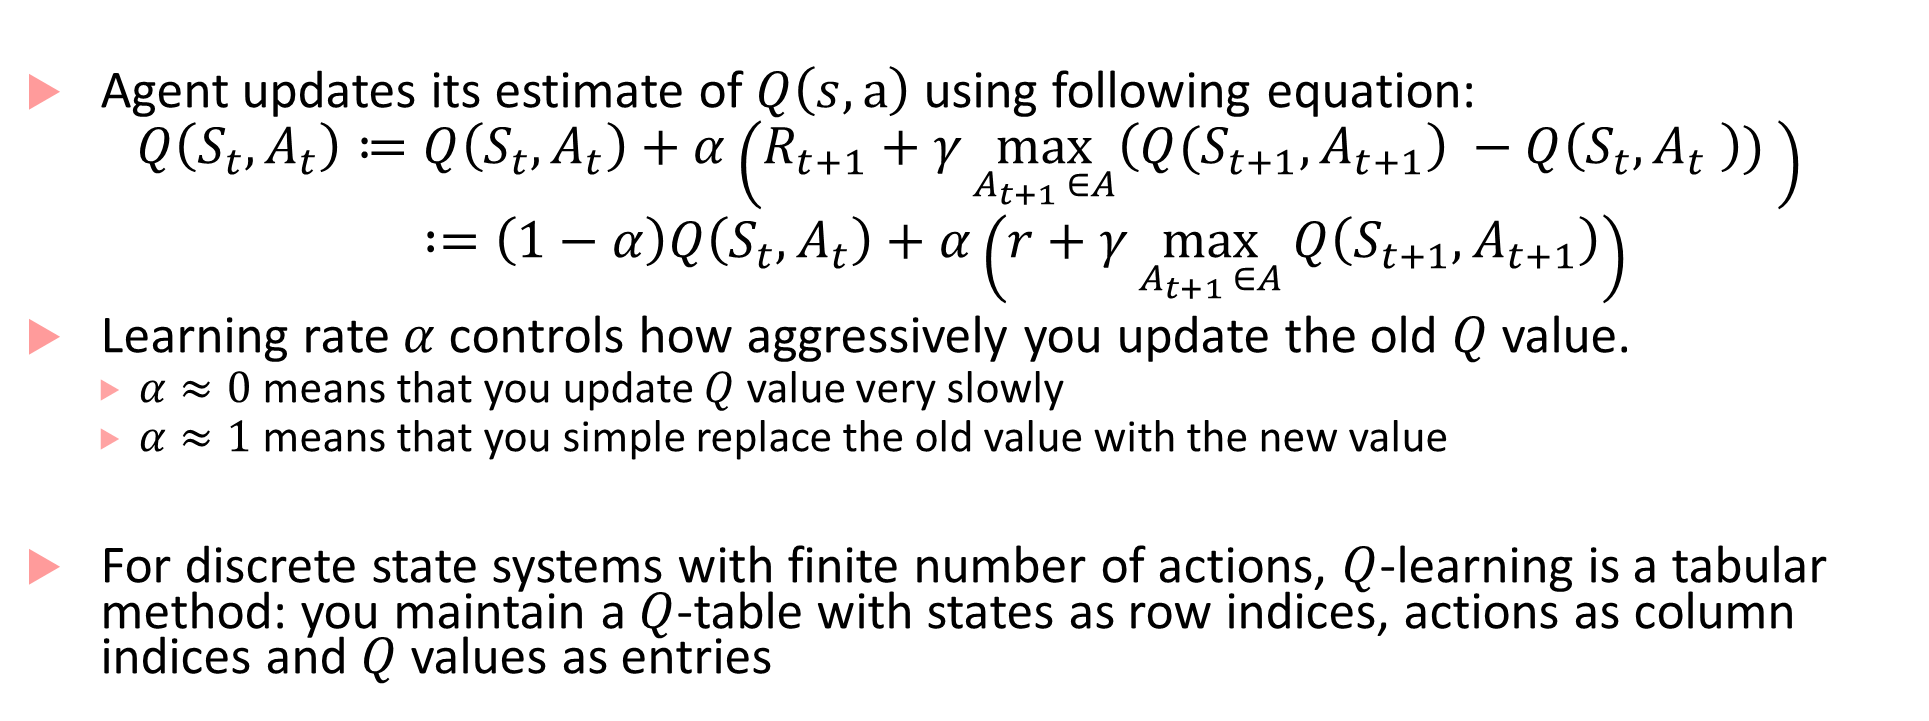 Agent updates its estimate of Q(s, a) using following equation:
Q(S_t, A_t) ≔ Q(S_t, A_t) + α (R_{t+1} + γ max_{A_{t+1} ∈A} (Q(S_{t+1}, A_{t+1}) − Q(S_t, A_t )) )
:= (1 − α)Q(S_t, A_t) + α (r + γ max_{A_{t+1} ∈A} Q(S_{t+1}, A_{t+1}))
Learning rate α controls how aggressively you update the old Q value.
α ≈ 0 means that you update Q value very slowly
α ≈ 1 means that you simple replace the old value with the new value
For discrete state systems with finite number of actions, Q-learning is a tabular
method: you maintain a Q-table with states as row indices, actions as column
indices and Q values as entries